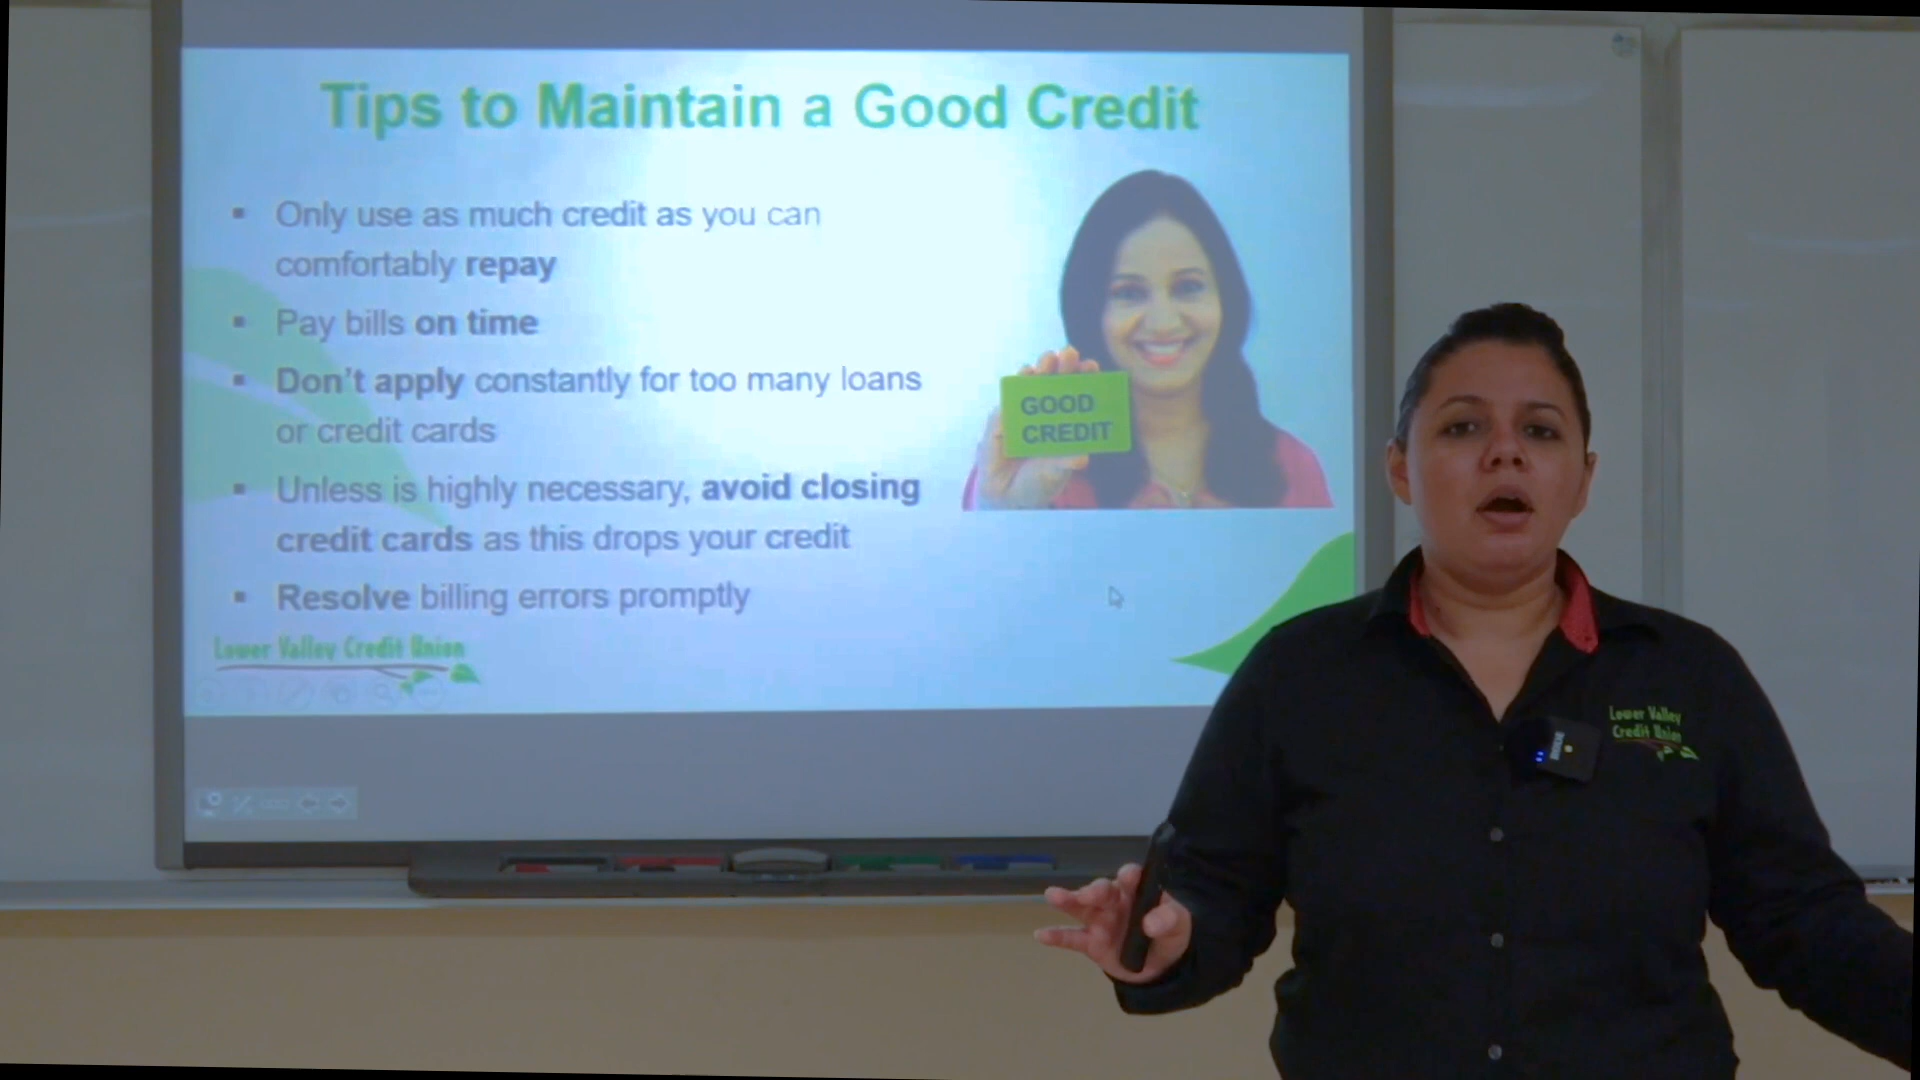 Tips to Maintain a Good Credit
▪ Only use as much credit as you can
comfortably repay
▪ Pay bills on time
▪ Don't apply constantly for too many loans
or credit cards
▪ Unless is highly necessary, avoid closing
credit cards as this drops your credit
▪ Resolve billing errors promptly
GOOD
CREDIT
Lower Valley Credit Union
Lower Valley
Credit Union